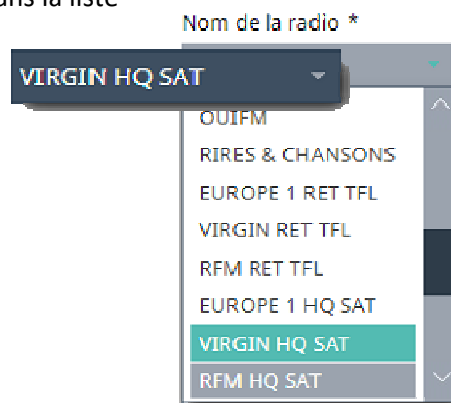 ans la liste
Nom de la radio *
VIRGIN HQ SAT
OUIFM
RIRES & CHANSONS
EUROPE 1 RET TFL
VIRGIN RET TFL
RFM RET TFL
EUROPE 1 HQ SAT
VIRGIN HQ SAT
RFM HQ SAT